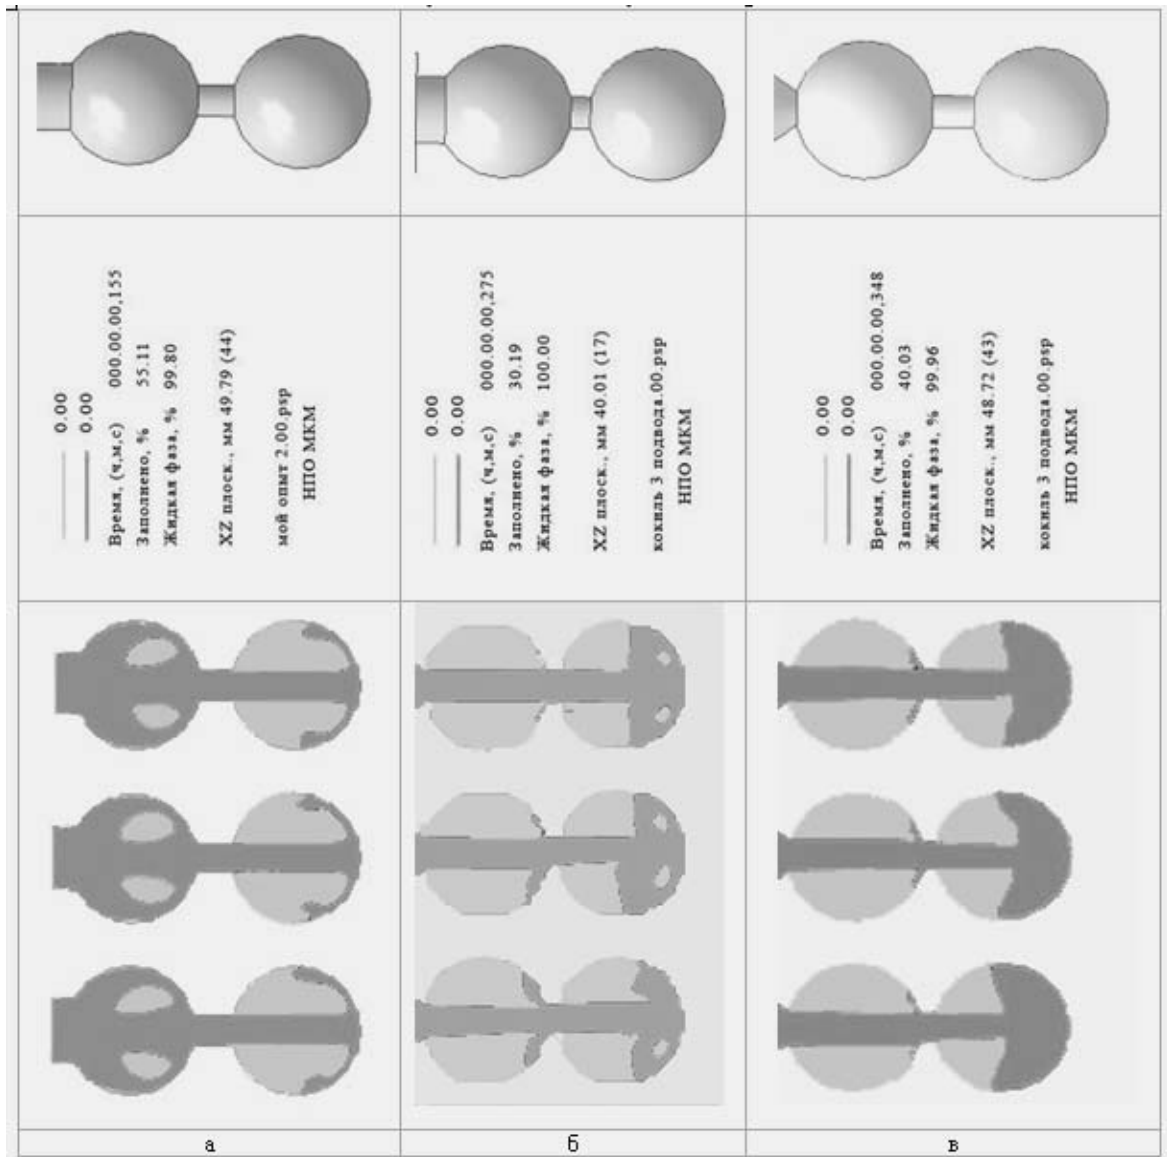 0.00
0.00
Время, (ч,м,с) 000.00.00,155
Заполнено, % 55.11
Жидкая фаза, % 99.80
XZ плоск., мм 49.79 (44)
мой опыт 2.00.psp
НПО МКМ
0.00
0.00
Время, (ч,м,с) 000.00.00,275
Заполнено, % 30.19
Жидкая фаза, % 100.00
XZ плоск., мм 40.01 (17)
кокиль 3 подвода.00.psp
НПО МКМ
0.00
0.00
Время, (ч,м,с) 000.00.00,348
Заполнено, % 40.03
Жидкая фаза, % 99.96
XZ плоск., мм 48.72 (43)
кокиль 3 подвода.00.psp
НПО МКМ
а
б
в